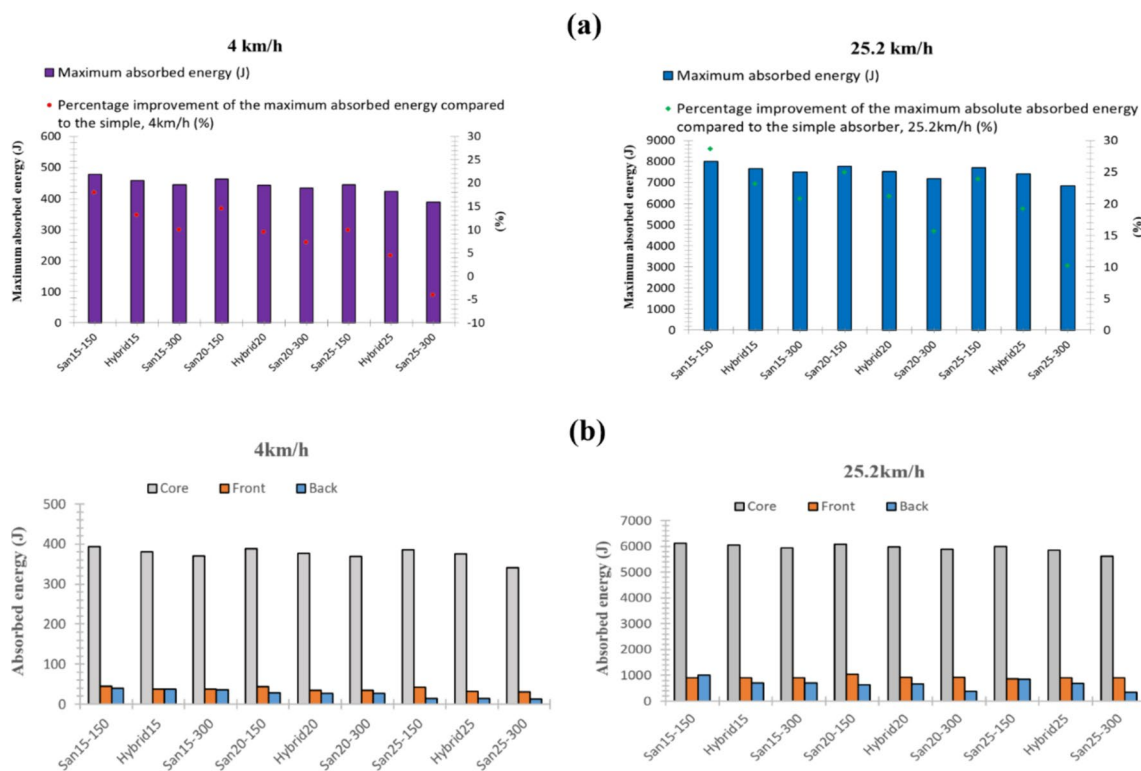 (a)
4 km/h
Maximum absorbed energy (J)
Percentage improvement of the maximum absorbed energy compared
to the simple, 4km/h (%)
Maximum absorbed energy (J)
600
500
400
300
200
100
0
30
25
20
15
10
5
0
-5
-10
(%)
San15-150
Hybrid15
San15-300
San20-150
Hybrid20
San20-300
San25-150
Hybrid25
San25-300
25.2 km/h
Maximum absorbed energy (J)
Percentage improvement of the maximum absolute absorbed energy
compared to the simple absorber, 25.2km/h (%)
Maximum absorbed energy (J)
9000
8000
7000
6000
5000
4000
3000
2000
1000
0
30
25
20
15
10
5
0
(%)
San15-150
Hybrid15
San15-300
San20-150
Hybrid20
San20-300
San25-150
Hybrid25
San25-300
(b)
4km/h
Core Front Back
Absorbed energy (J)
500
400
300
200
100
0
San15-150
Hybrid15
San15-300
San20-150
Hybrid20
San20-300
San25-150
Hybrid25
San25-300
25.2km/h
Core Front Back
Absorbed energy (J)
7000
6000
5000
4000
3000
2000
1000
0
San15-150
Hybrid15
San15-300
San20-150
Hybrid20
San20-300
San25-150
Hybrid25
San25-300